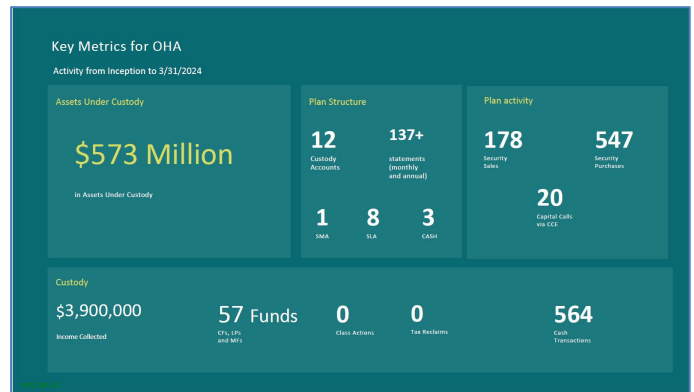 Key Metrics for OHA
Activity from Inception to 3/31/2024
Assets Under Custody
$573 Million
in Assets Under Custody
Plan Structure
12
Custody
Accounts
137+
statements
(monthly
and annual)
1
SMA
8
SLA
3
CASH
Plan activity
178
Security
Sales
547
Security
Purchases
20
Capital Calls
via CCE
Custody
$3,900,000
Income Collected
57 Funds
CFs, LPs
and MFs
0
Class Actions
0
Tax Reclaims
564
Cash
Transactions